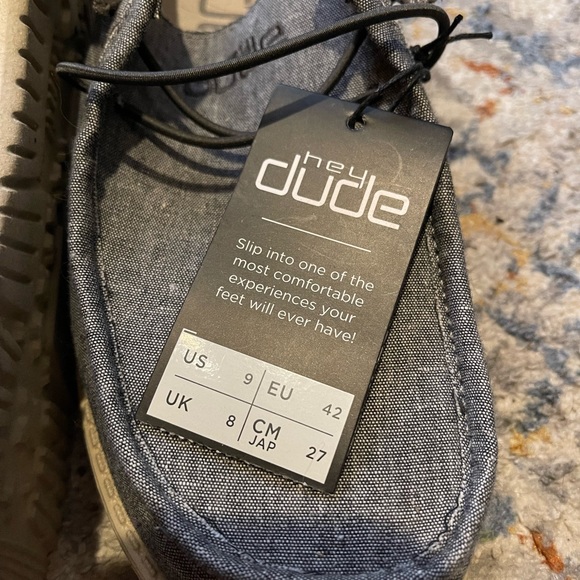 hey
dude
Slip into one of the
most comfortable
experiences your
feet will ever have!
US 9 EU 42
UK 8 CM JAP 27